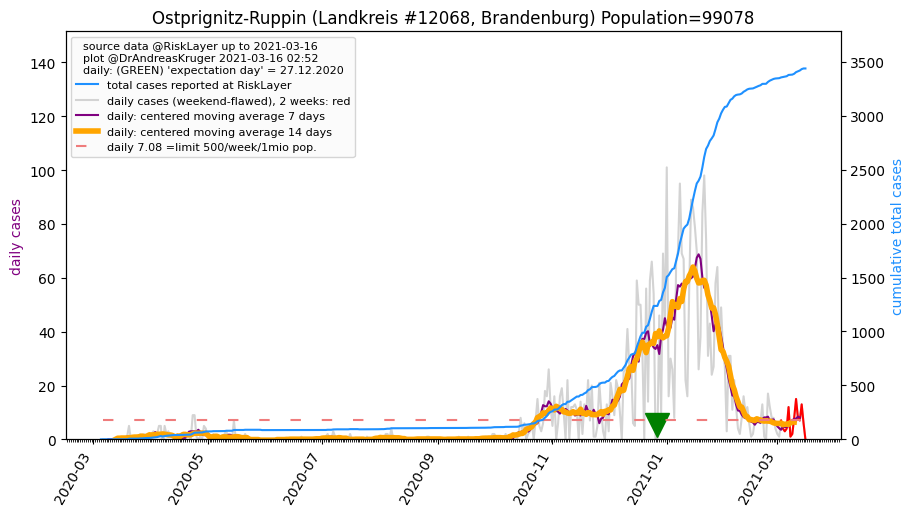 Ostprignitz-Ruppin (Landkreis #12068, Brandenburg) Population=99078
source data @RiskLayer up to 2021-03-16
plot @DrAndreasKruger 2021-03-16 02:52
daily: (GREEN) 'expectation day' = 27.12.2020
total cases reported at RiskLayer
daily cases (weekend-flawed), 2 weeks: red
daily: centered moving average 7 days
daily: centered moving average 14 days
daily 7.08 =limit 500/week/1mio pop.
daily cases
140
120
100
80
60
40
20
0
3500
3000
2500
2000
1500
1000
500
0
cumulative total cases
2020-03
2020-05
2020-07
2020-09
2020-11
2021-01
2021-03